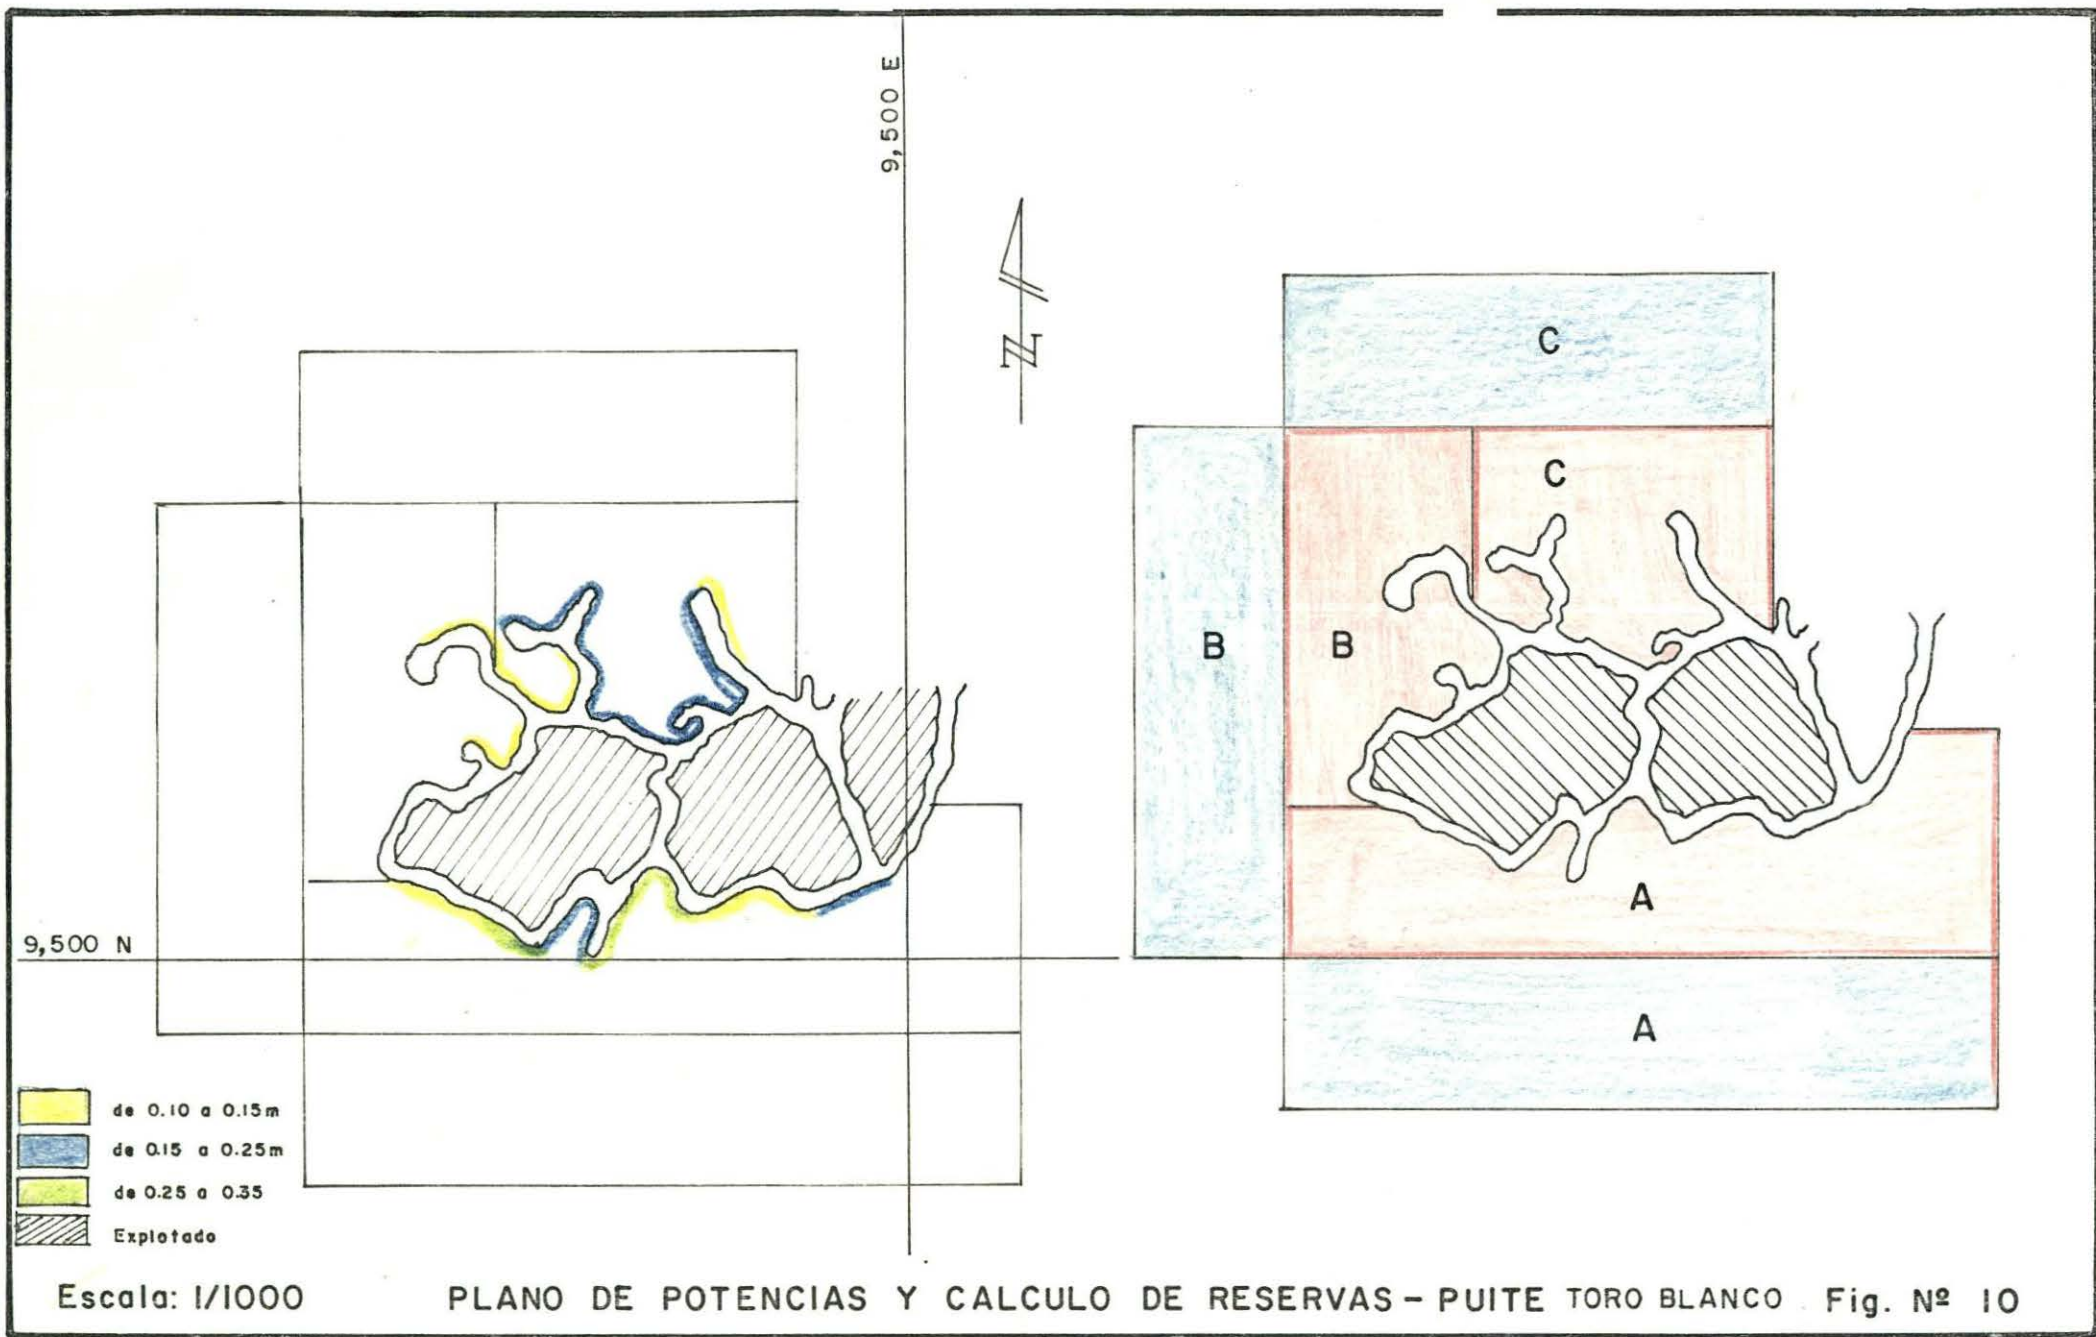 9,500 E
N
C
C
B
B
A
A
9,500 N
de 0.10 a 0.15m
de 0.15 a 0.25m
de 0.25 a 0.35
Explotado
Escala: 1/1000 PLANO DE POTENCIAS Y CALCULO DE RESERVAS - PUITE TORO BLANCO Fig. Nº 10